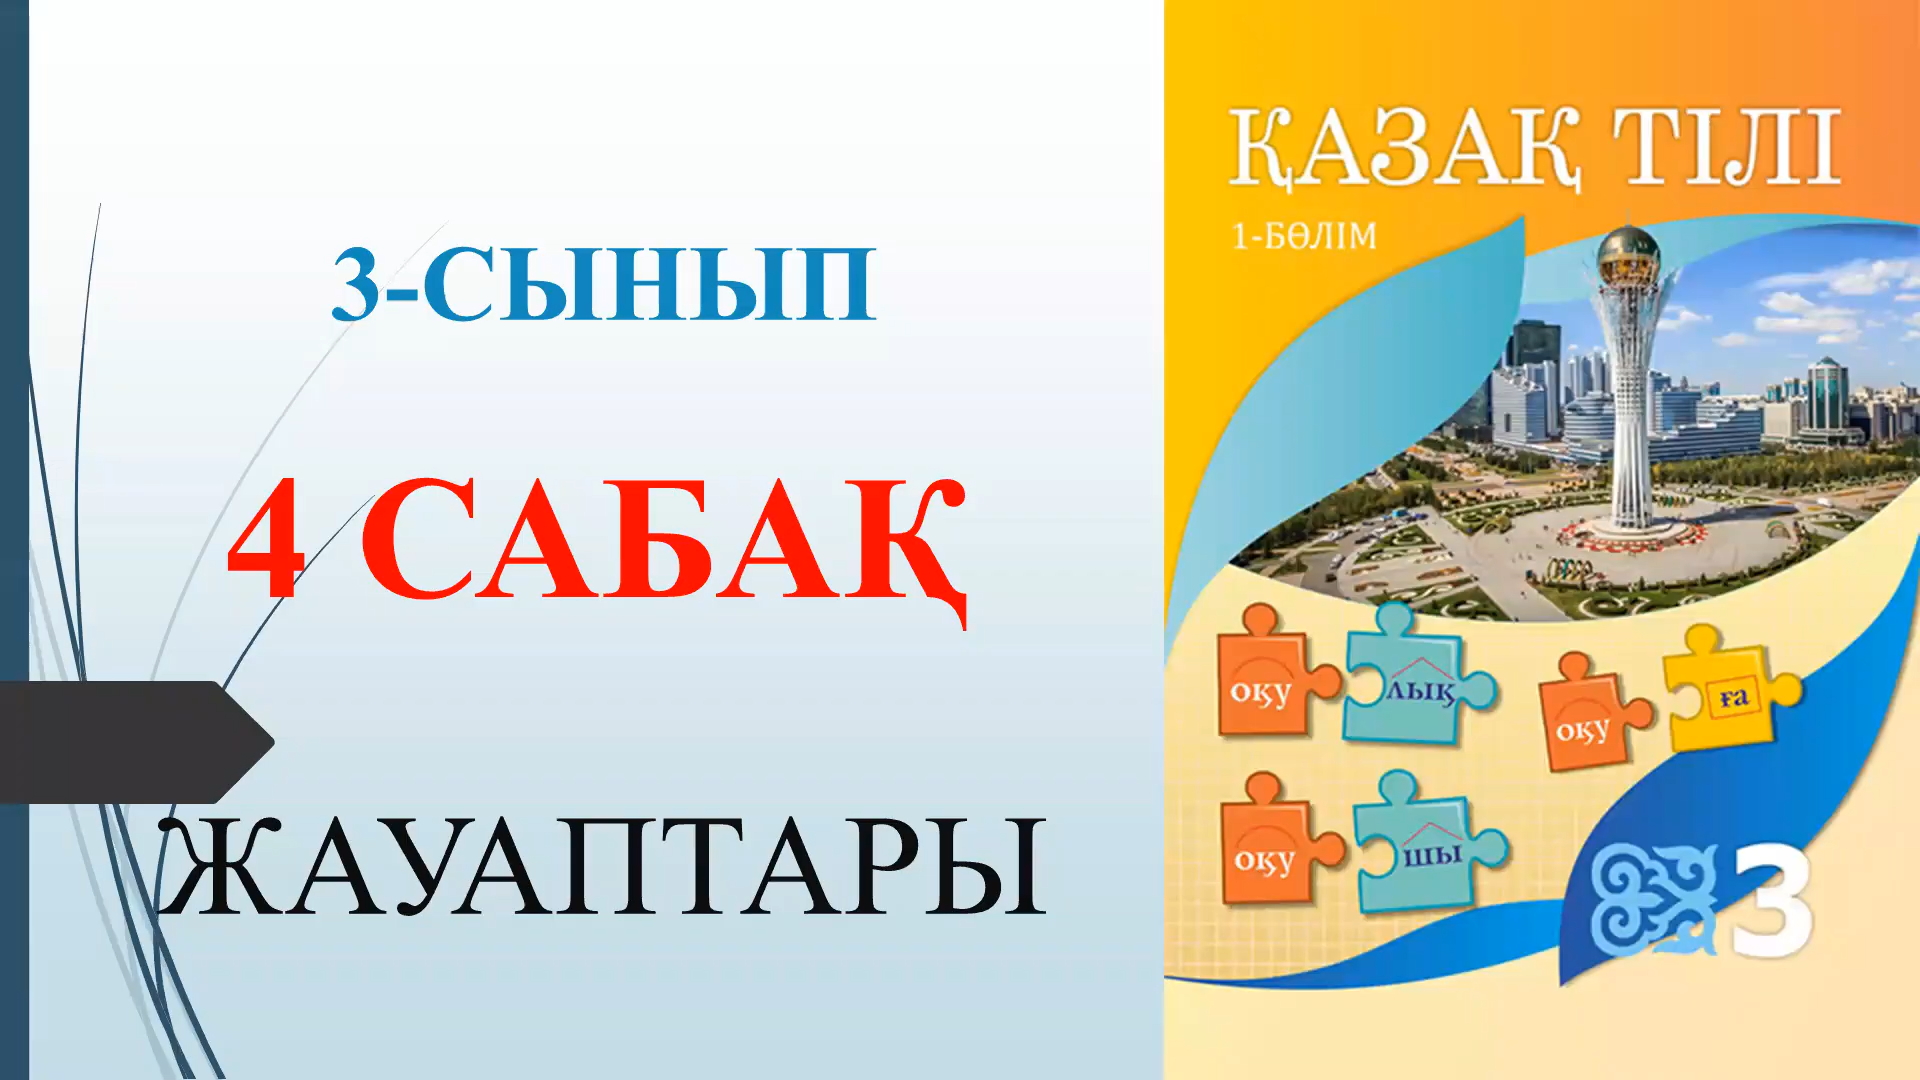 3-СЫНЫП
4 САБАҚ
ЖАУАПТАРЫ
ҚАЗАҚ ТІЛІ
1-БӨЛІМ
оқу лық
оқу ға
оқу шы
3